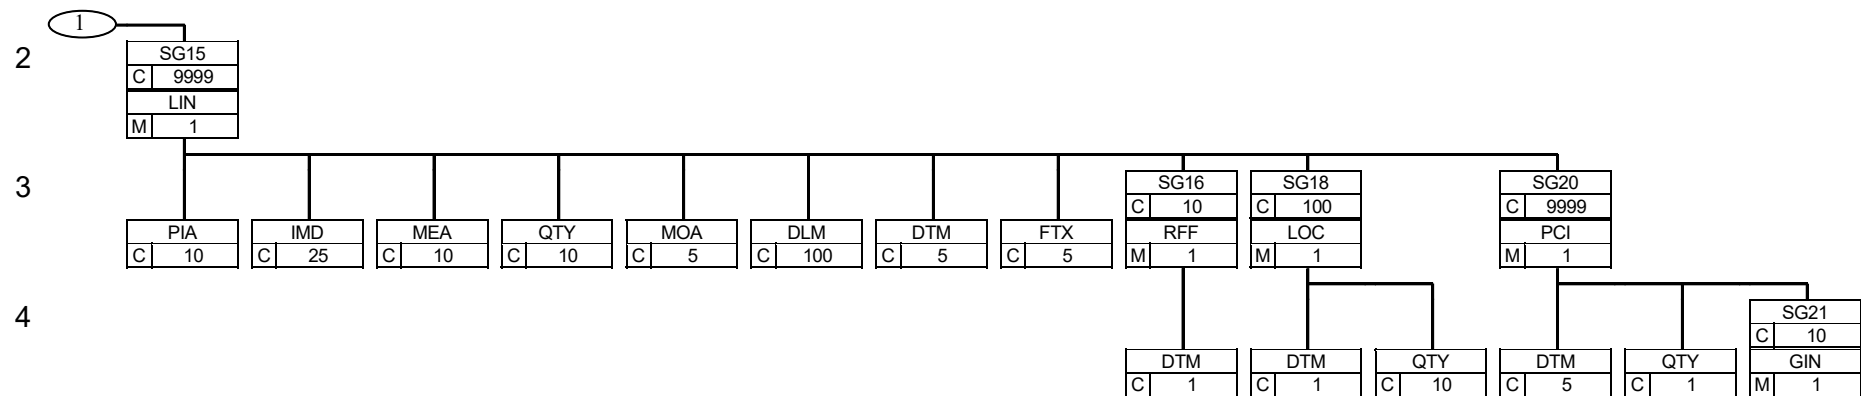 1
2
SG15
C 9999
LIN
M 1
3
SG16 SG18 SG20
C 10 C 100 C 9999
PIA IMD MEA QTY MOA DLM DTM FTX RFF LOC PCI
C 10 C 25 C 10 C 10 C 5 C 100 C 5 C 5 M 1 M 1 M 1
4
SG21
C 10
DTM DTM QTY DTM QTY GIN
C 1 C 1 C 10 C 5 C 1 M 1